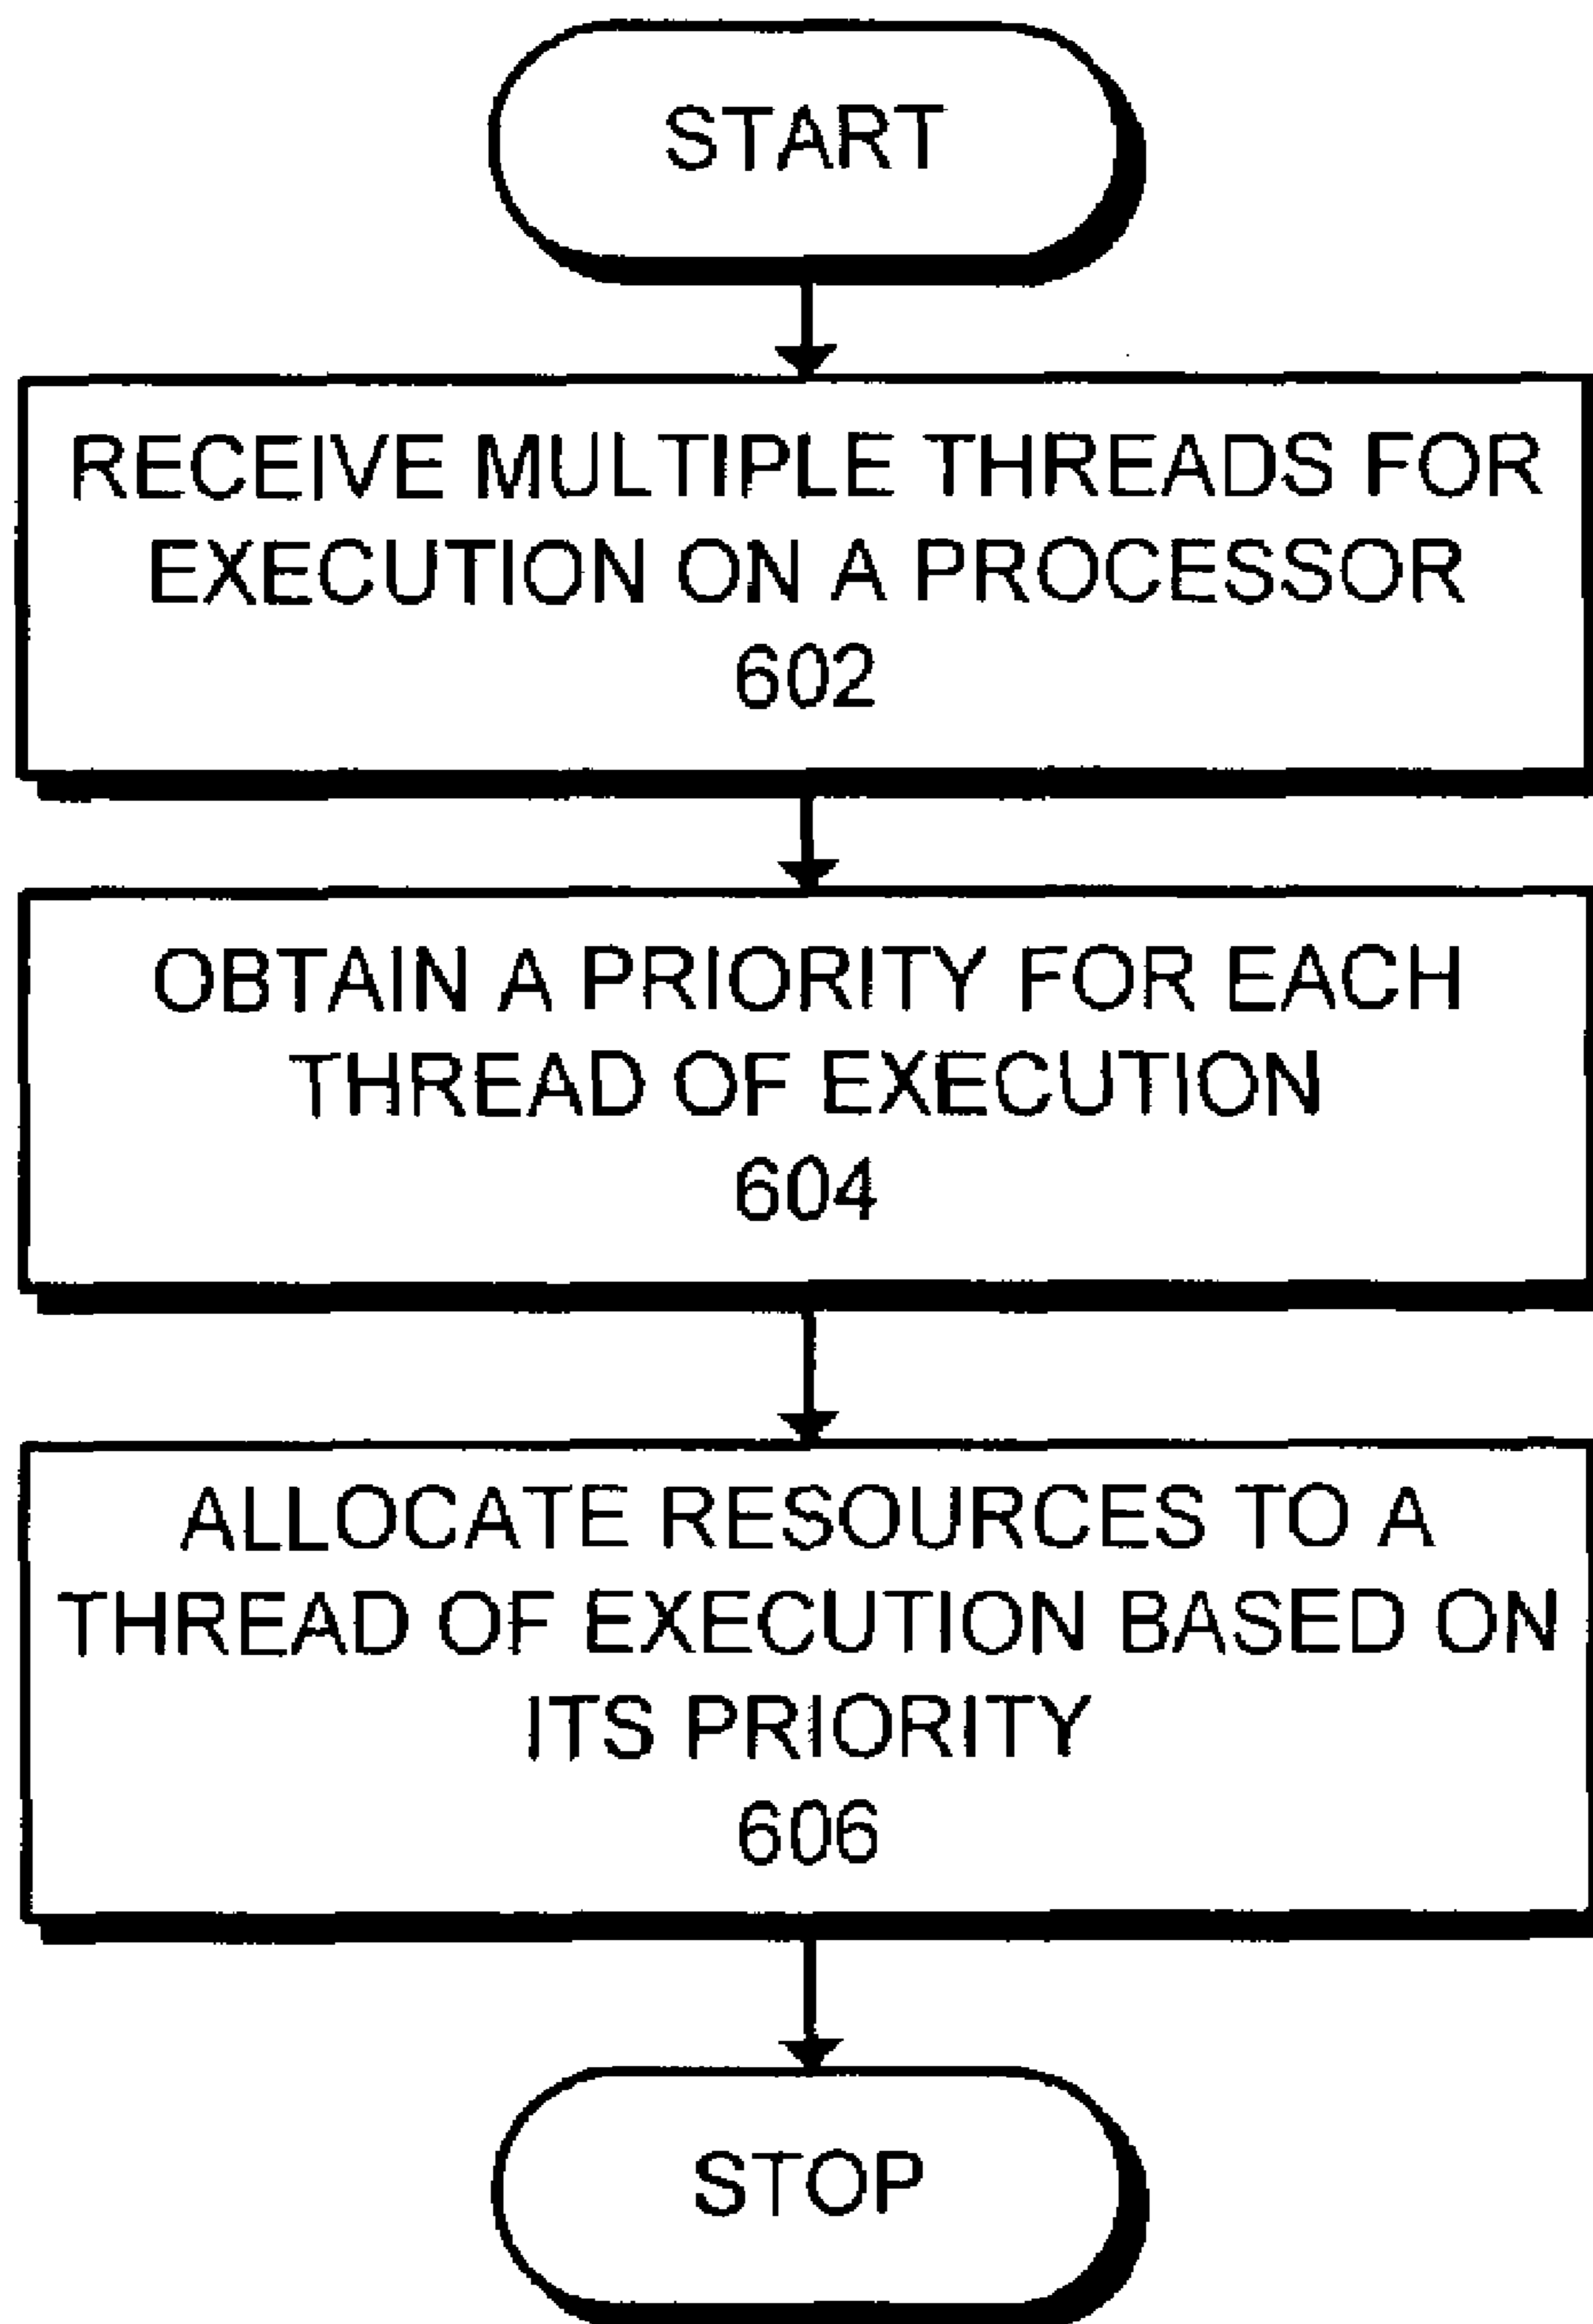 START
RECEIVE MULTIPLE THREADS FOR
EXECUTION ON A PROCESSOR
602
OBTAIN A PRIORITY FOR EACH
THREAD OF EXECUTION
604
ALLOCATE RESOURCES TO A
THREAD OF EXECUTION BASED ON
ITS PRIORITY
606
STOP